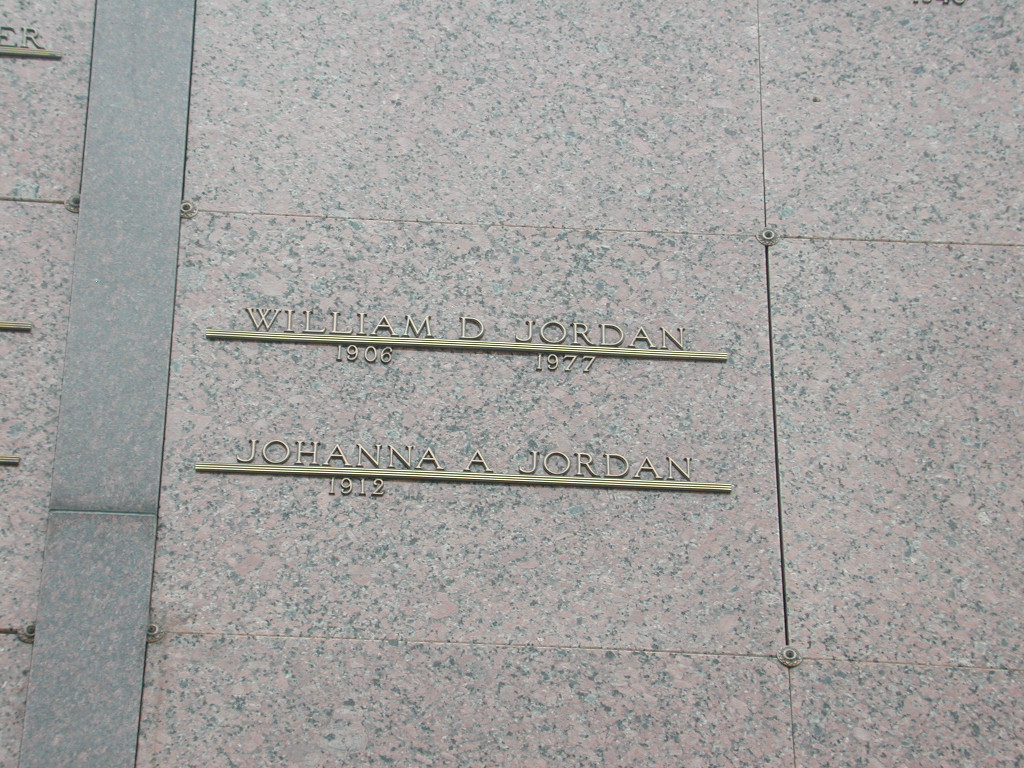 WILLIAM D JORDAN
1906 1977
JOHANNA A JORDAN
1912